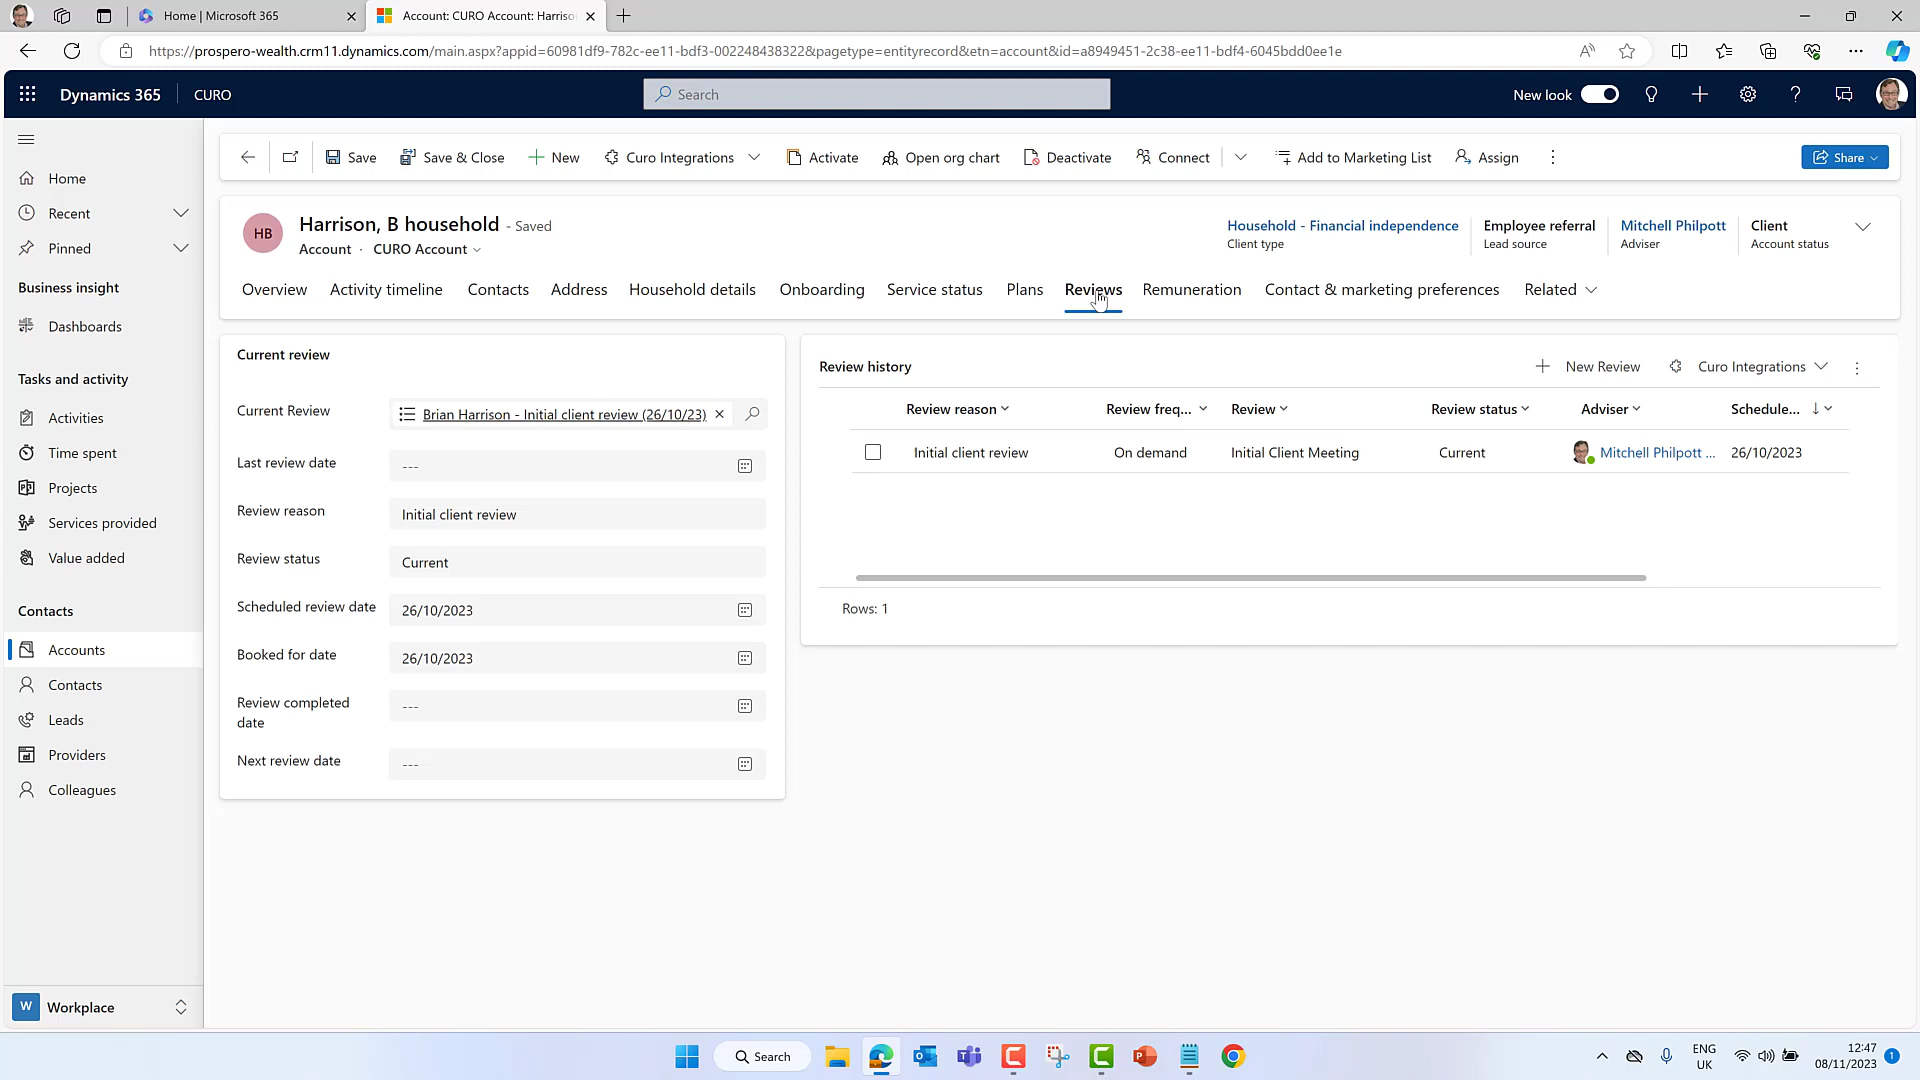 Home | Microsoft 365
Account: CURO Account: Harriso
https://prospero-wealth.crm11.dynamics.com/main.aspx?appid=60981df9-782c-ee11-bdf3-002248438322&pagetype=entityrecord&etn=account&id=a8949451-2c38-ee11-bdf4-6045bdd0ee1e
Dynamics 365
CURO
Search
New look
Home
Recent
Pinned
Business insight
Dashboards
Tasks and activity
Activities
Time spent
Projects
Services provided
Value added
Contacts
Accounts
Contacts
Leads
Providers
Colleagues
W Workplace
Save
Save & Close
New
Curo Integrations
Activate
Open org chart
Deactivate
Connect
Add to Marketing List
Assign
Share
HB
Harrison, B household - Saved
Account · CURO Account
Household - Financial independence
Client type
Employee referral
Lead source
Mitchell Philpott
Adviser
Client
Account status
Overview
Activity timeline
Contacts
Address
Household details
Onboarding
Service status
Plans
Reviews
Remuneration
Contact & marketing preferences
Related
Current review
Current Review
Brian Harrison - Initial client review (26/10/23)
Last review date
---
Review reason
Initial client review
Review status
Current
Scheduled review date
26/10/2023
Booked for date
26/10/2023
Review completed
date
---
Next review date
---
Review history
New Review
Curo Integrations
Review reason
Review freq...
Review
Review status
Adviser
Schedule...
Initial client review
On demand
Initial Client Meeting
Current
Mitchell Philpott ...
26/10/2023
Rows: 1
Search
ENG
UK
12:47
08/11/2023
1